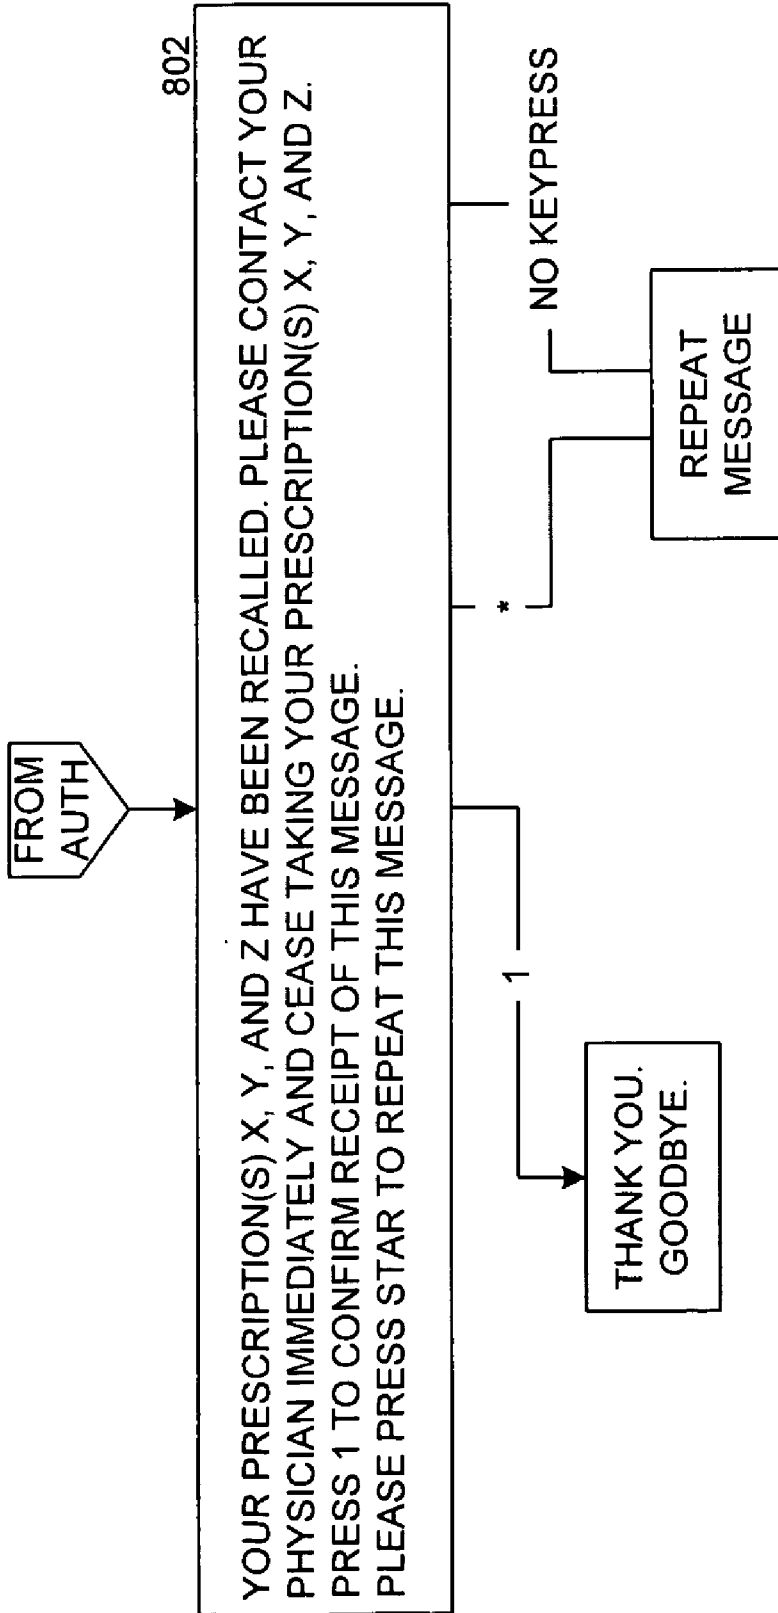 FROM
AUTH
802
YOUR PRESCRIPTION(S) X, Y, AND Z HAVE BEEN RECALLED. PLEASE CONTACT YOUR
PHYSICIAN IMMEDIATELY AND CEASE TAKING YOUR PRESCRIPTION(S) X, Y, AND Z.
PRESS 1 TO CONFIRM RECEIPT OF THIS MESSAGE.
PLEASE PRESS STAR TO REPEAT THIS MESSAGE.
1
*
NO KEYPRESS
THANK YOU.
GOODBYE.
REPEAT
MESSAGE